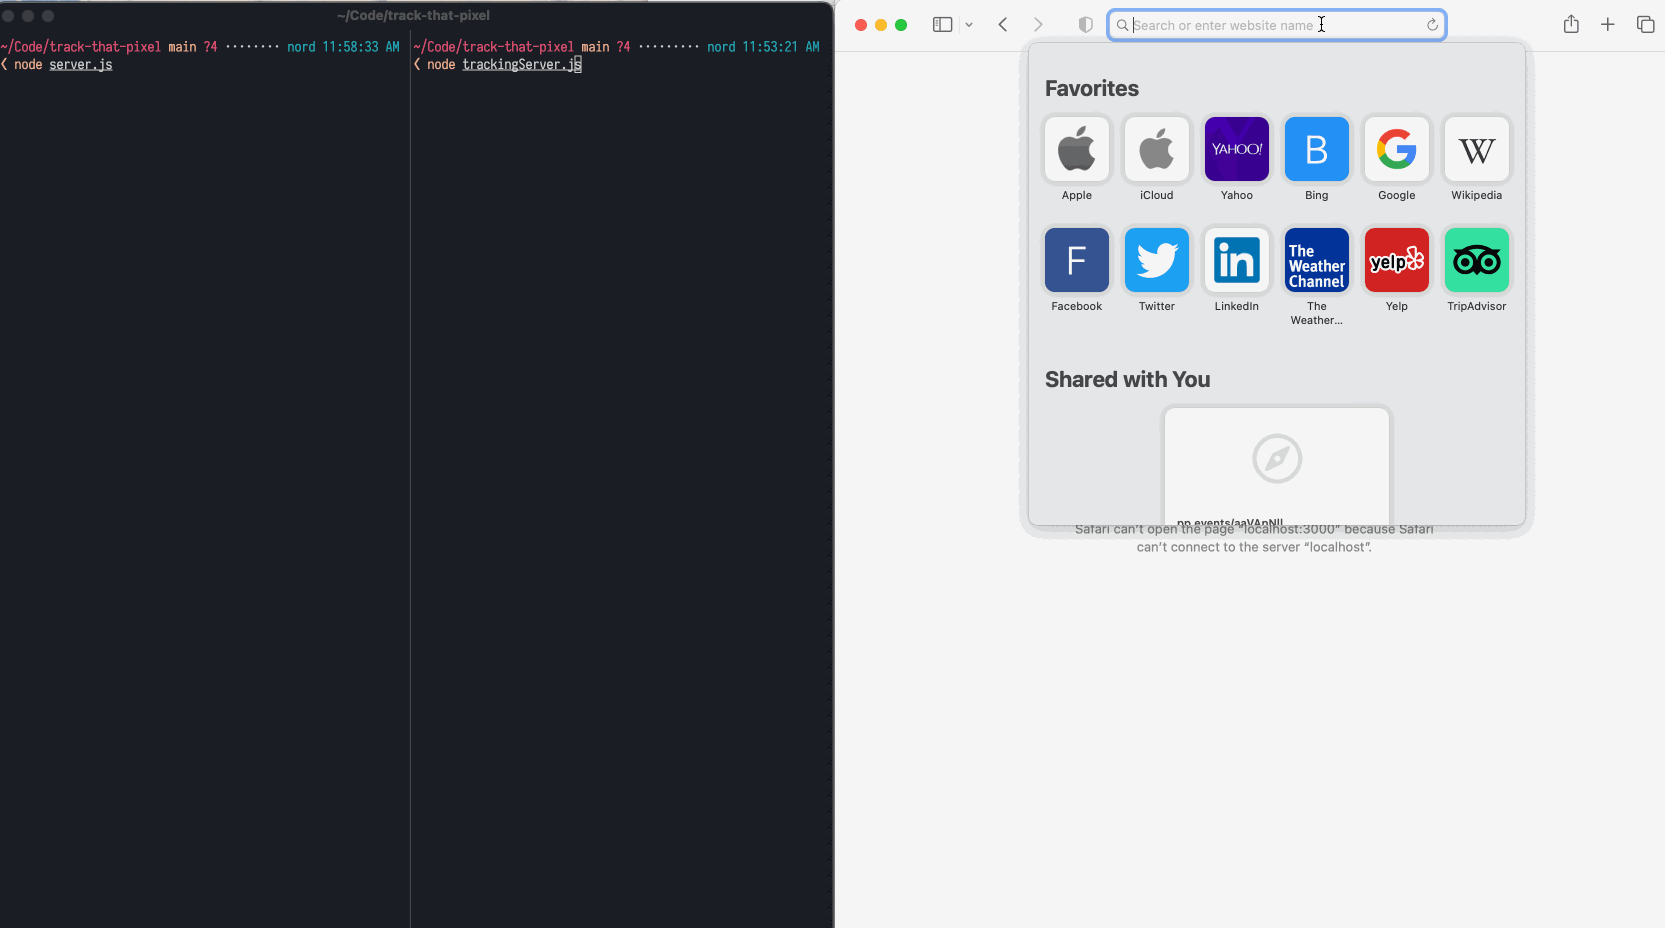 ~/Code/track-that-pixel
~/Code/track-that-pixel main ?4 ········ nord 11:58:33 AM
❮ node server.js
~/Code/track-that-pixel main ?4 ········· nord 11:53:21 AM
❮ node trackingServer.js
Search or enter website name
Favorites
YAHOO!
B
G
W
Apple
iCloud
Yahoo
Bing
Google
Wikipedia
F
in
The
Weather
Channel
yelp
Facebook
Twitter
LinkedIn
The
Weather...
Yelp
TripAdvisor
Shared with You
Safari can't open the page “localhost:3000” because Safari
can't connect to the server “localhost”.